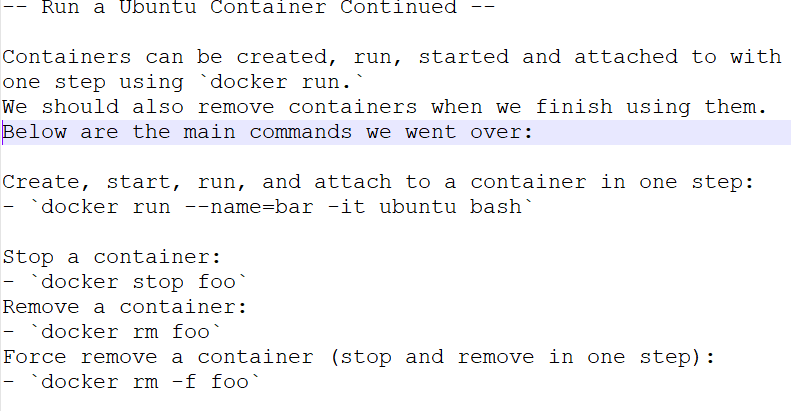 -- Run a Ubuntu Container Continued --
Containers can be created, run, started and attached to with
one step using `docker run.`
We should also remove containers when we finish using them.
Below are the main commands we went over:
Create, start, run, and attach to a container in one step:
- `docker run --name=bar -it ubuntu bash`
Stop a container:
- `docker stop foo`
Remove a container:
- `docker rm foo`
Force remove a container (stop and remove in one step):
- `docker rm -f foo`